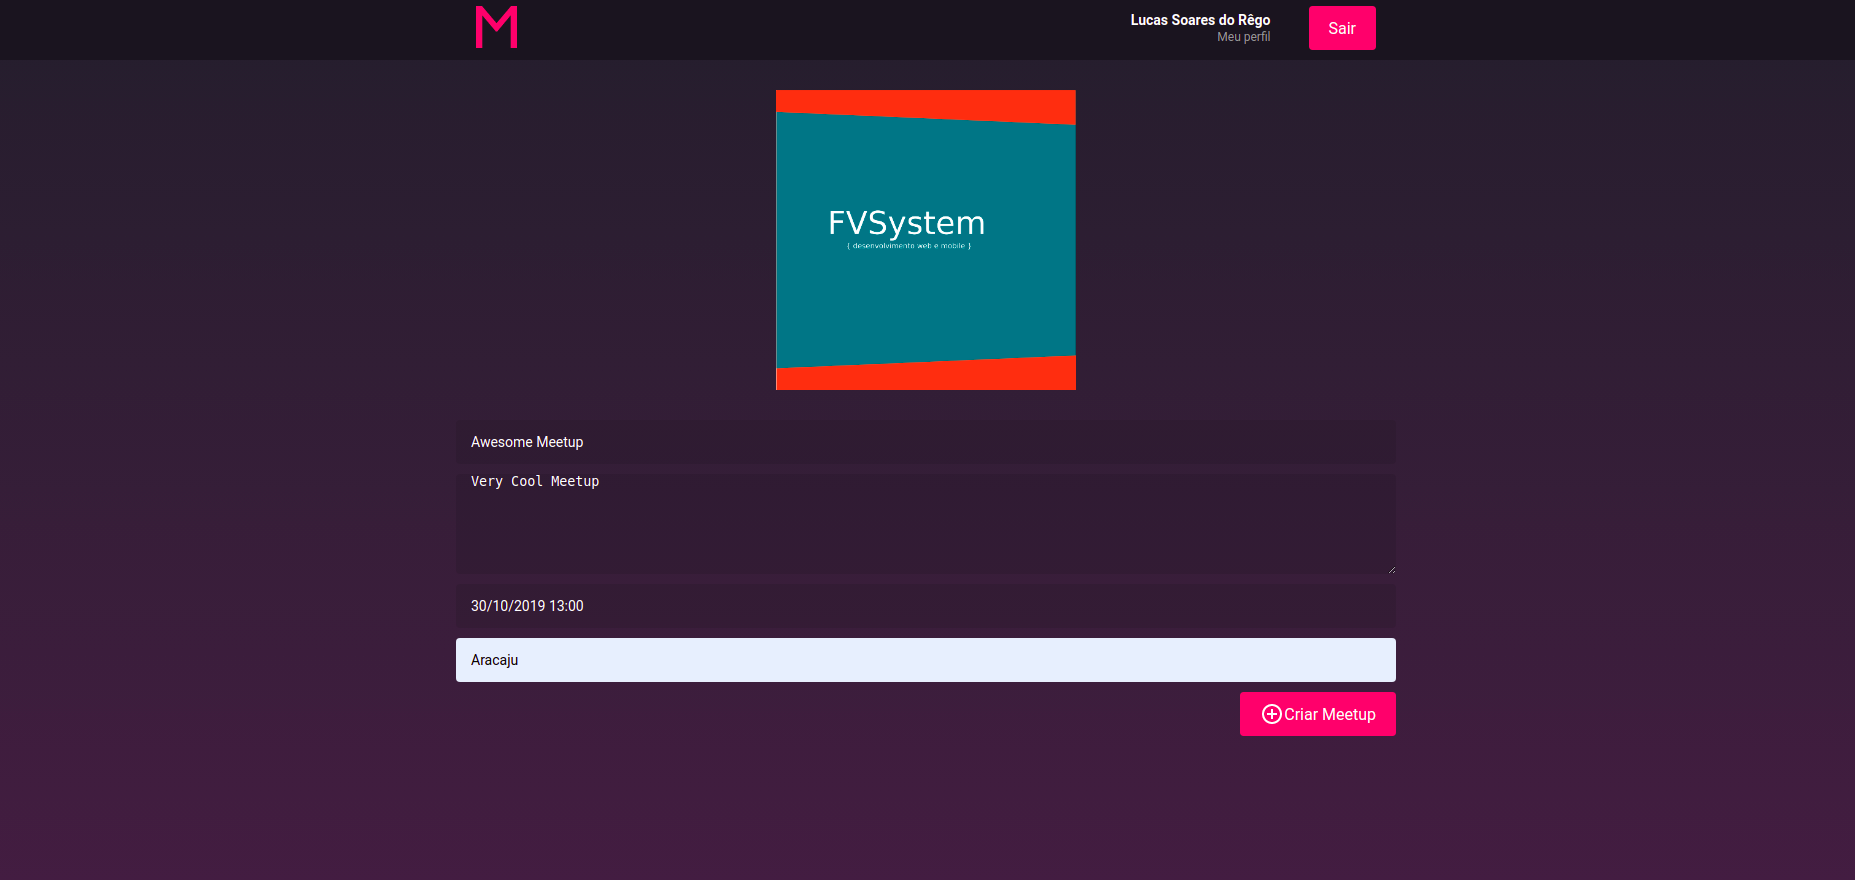 M
Lucas Soares do Rêgo
Meu perfil
Sair
FVSystem
{ desenvolvimento web e mobile }
Awesome Meetup
Very Cool Meetup
30/10/2019 13:00
Aracaju
Criar Meetup